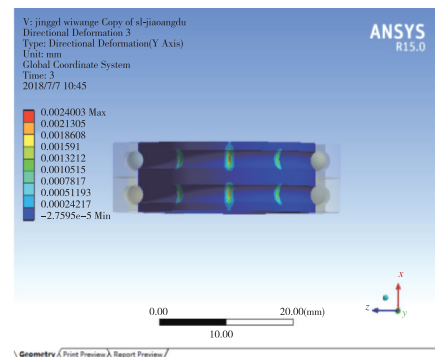 V: jinggd wiwange Copy of sl-jiaoangdu
Directional Deformation 3
Type: Directional Deformation(Y Axis)
Unit: mm
Global Coordinate System
Time: 3
2018/7/7 10:45
ANSYS
R15.0
0.0024003 Max
0.0021305
0.0018608
0.001591
0.0013212
0.0010515
0.0007817
0.00051193
0.00024217
−2.7595e−5 Min
0.00 20.00(mm)
10.00
x
z y
Geometry Print Preview Report Preview